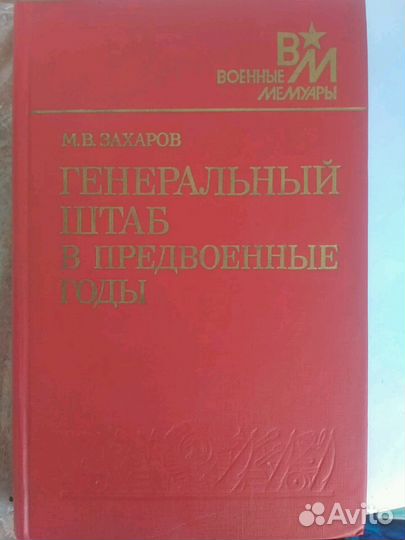 ВМ
ВОЕННЫЕ
МЕМУАРЫ
М.В. ЗАХАРОВ
ГЕНЕРАЛЬНЫЙ
ШТАБ
В ПРЕДВОЕННЫЕ
ГОДЫ
Avito